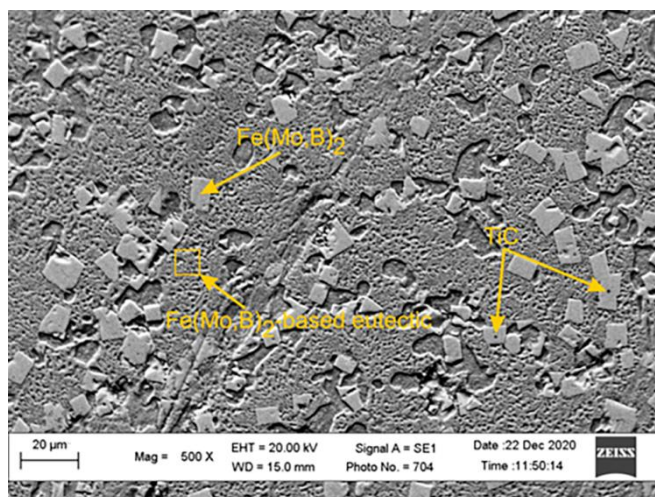 Fe(Mo,B)2
TiC
Fe(Mo,B)2-based eutectic
20 µm
Mag = 500 X
EHT = 20.00 kV
WD = 15.0 mm
Signal A = SE1
Photo No. = 704
Date :22 Dec 2020
Time :11:50:14
ZEISS